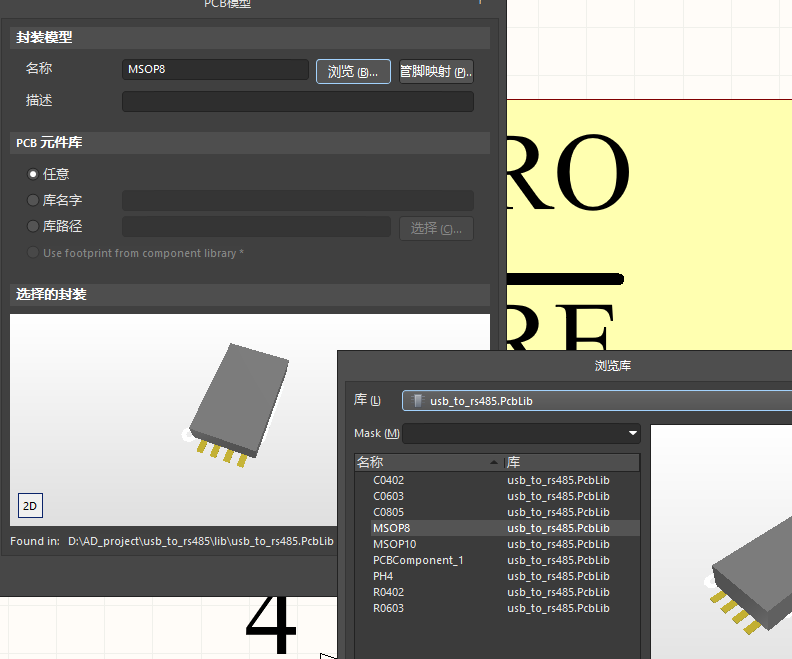 PCB模型
封装模型
名称 MSOP8 浏览 (B)... 管脚映射 (P)..
描述
PCB 元件库
任意
库名字
库路径 选择 (C)...
Use footprint from component library *
选择的封装
2D
Found in: D:\AD_project\usb_to_rs485\lib\usb_to_rs485.PcbLib
RO
RE
4
浏览库
库 (L) usb_to_rs485.PcbLib
Mask (M)
名称 库
C0402 usb_to_rs485.PcbLib
C0603 usb_to_rs485.PcbLib
C0805 usb_to_rs485.PcbLib
MSOP8 usb_to_rs485.PcbLib
MSOP10 usb_to_rs485.PcbLib
PCBComponent_1 usb_to_rs485.PcbLib
PH4 usb_to_rs485.PcbLib
R0402 usb_to_rs485.PcbLib
R0603 usb_to_rs485.PcbLib